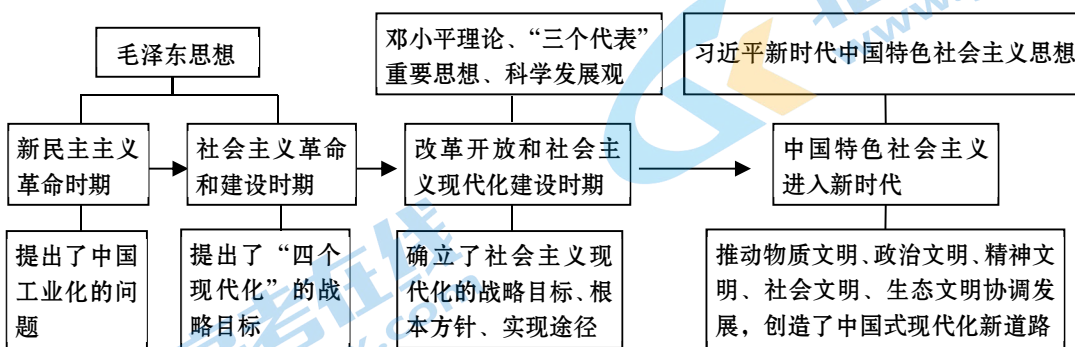 毛泽东思想
邓小平理论、“三个代表”
重要思想、科学发展观
习近平新时代中国特色社会主义思想
新民主主义
革命时期
社会主义革命
和建设时期
改革开放和社会主
义现代化建设时期
中国特色社会主义
进入新时代
提出了中国
工业化的问
题
提出了“四个
现代化”的战
略目标
确立了社会主义现
代化的战略目标、根
本方针、实现途径
推动物质文明、政治文明、精神文
明、社会文明、生态文明协调发
展，创造了中国式现代化新道路